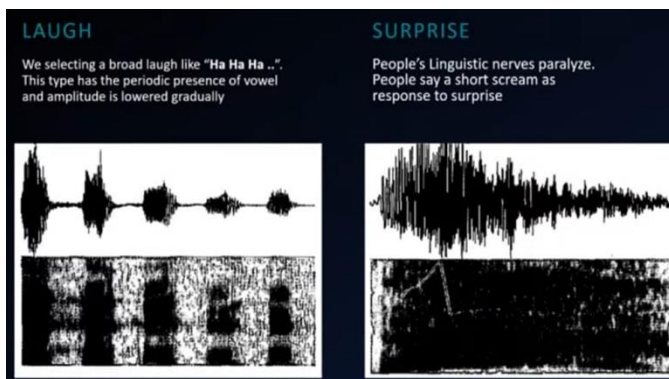 LAUGH
We selecting a broad laugh like “Ha Ha Ha ..”.
This type has the periodic presence of vowel
and amplitude is lowered gradually
SURPRISE
People’s Linguistic nerves paralyze.
People say a short scream as
response to surprise